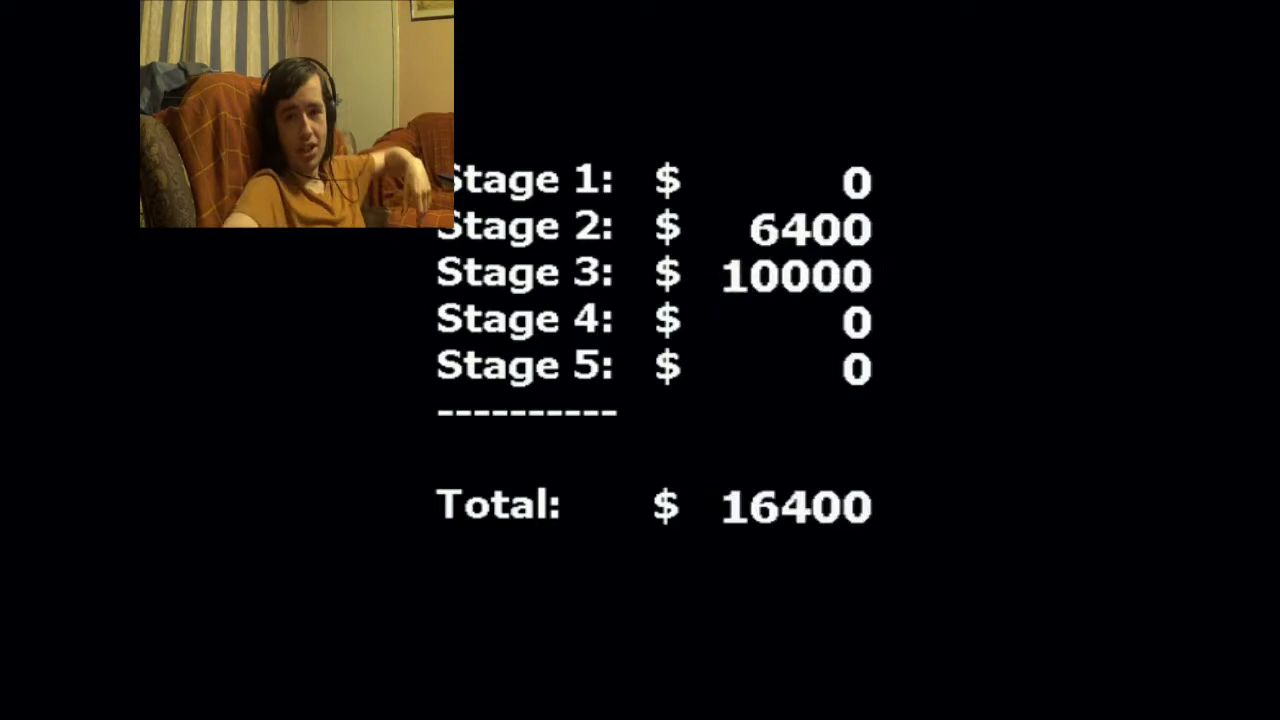 Stage 1: $ 0
Stage 2: $ 6400
Stage 3: $ 10000
Stage 4: $ 0
Stage 5: $ 0
----------
Total: $ 16400